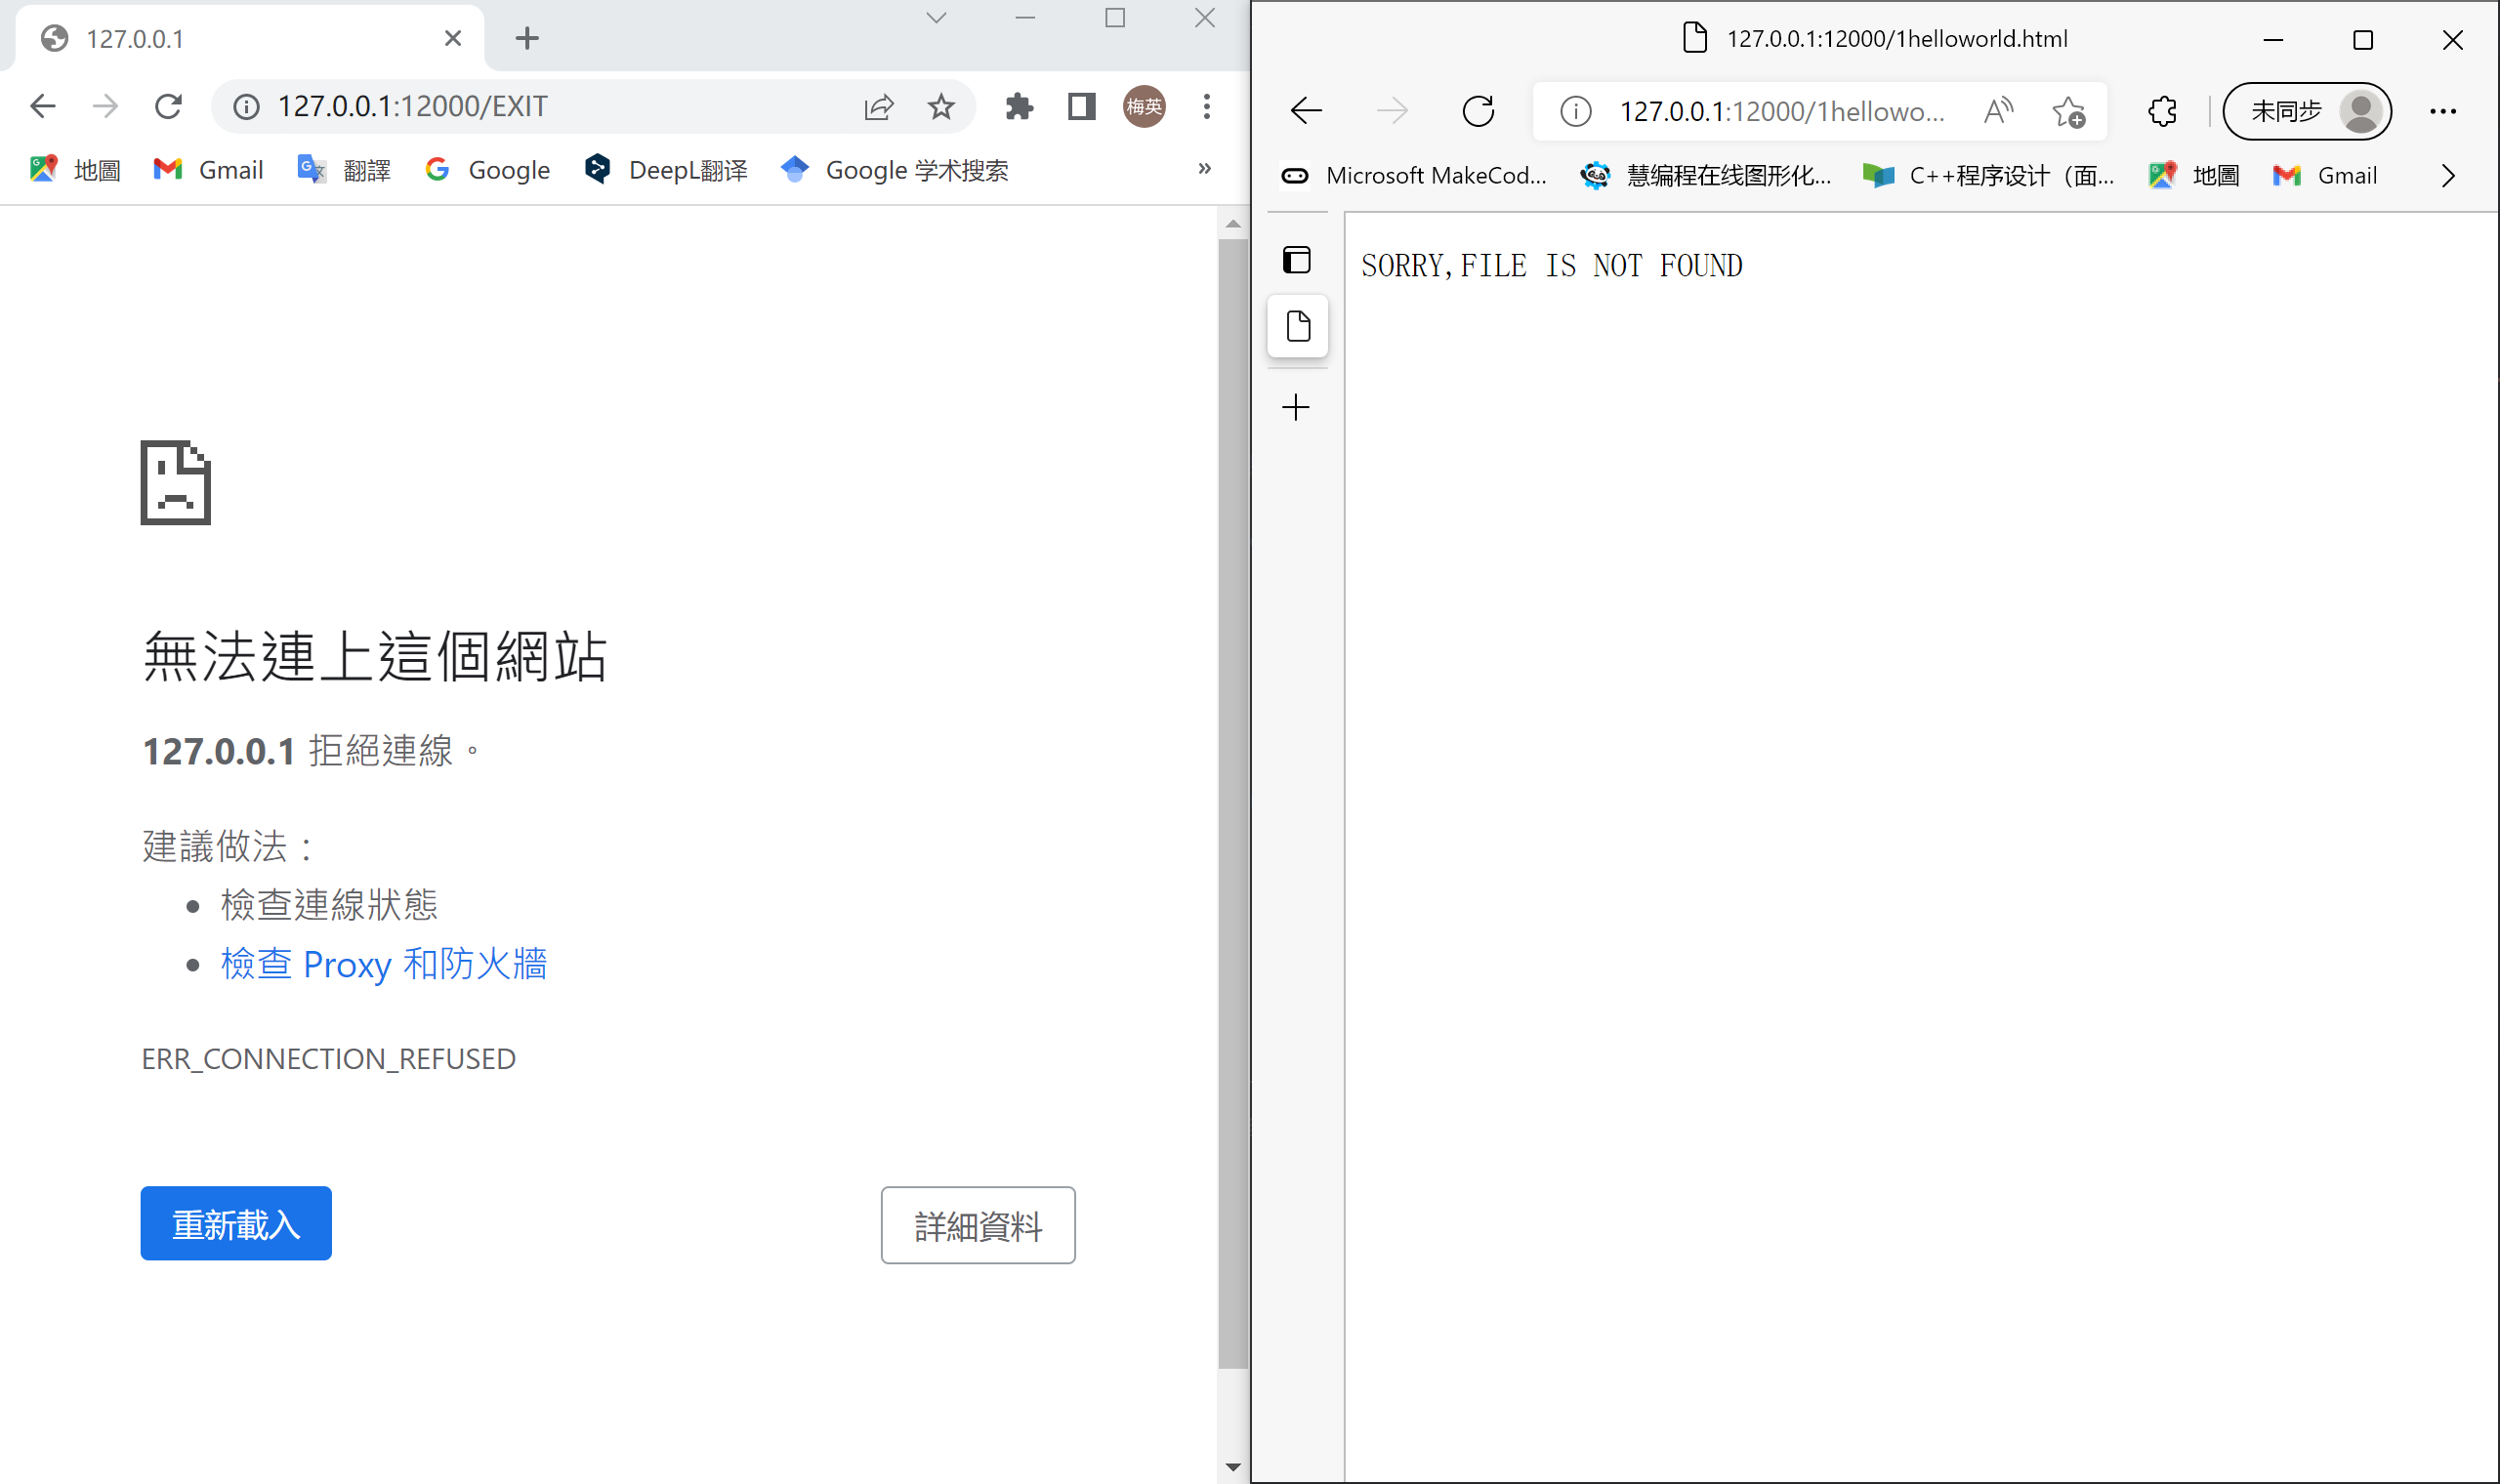 127.0.0.1
127.0.0.1:12000/EXIT
梅英
地圖 Gmail 翻譯 Google DeepL翻译 Google 学术搜索
無法連上這個網站
127.0.0.1 拒絕連線。
建議做法：
檢查連線狀態
檢查 Proxy 和防火牆
ERR_CONNECTION_REFUSED
重新載入
詳細資料
127.0.0.1:12000/1helloworld.html
127.0.0.1:12000/1hellowo...
未同步
Microsoft MakeCod... 慧编程在线图形化... C++程序设计（面... 地圖 Gmail
SORRY,FILE IS NOT FOUND